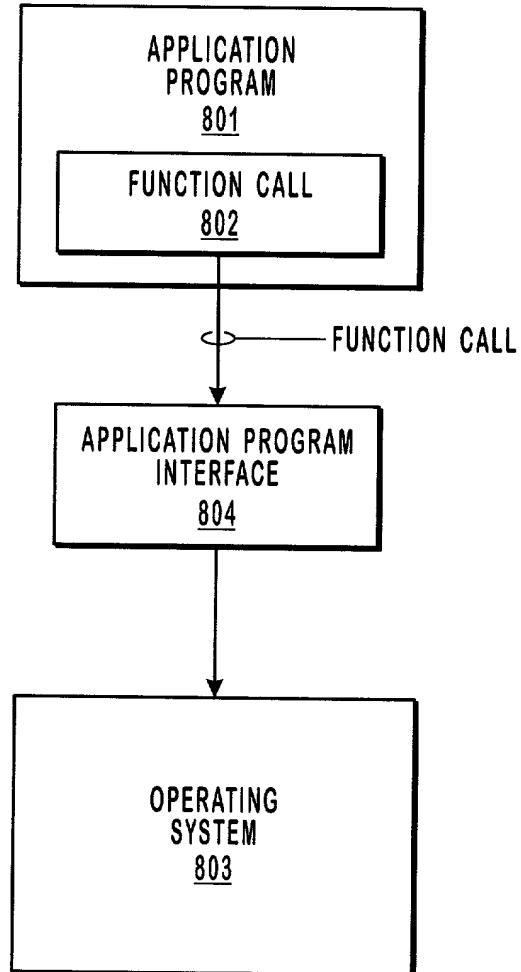 APPLICATION
PROGRAM
801
FUNCTION CALL
802
FUNCTION CALL
APPLICATION PROGRAM
INTERFACE
804
OPERATING
SYSTEM
803